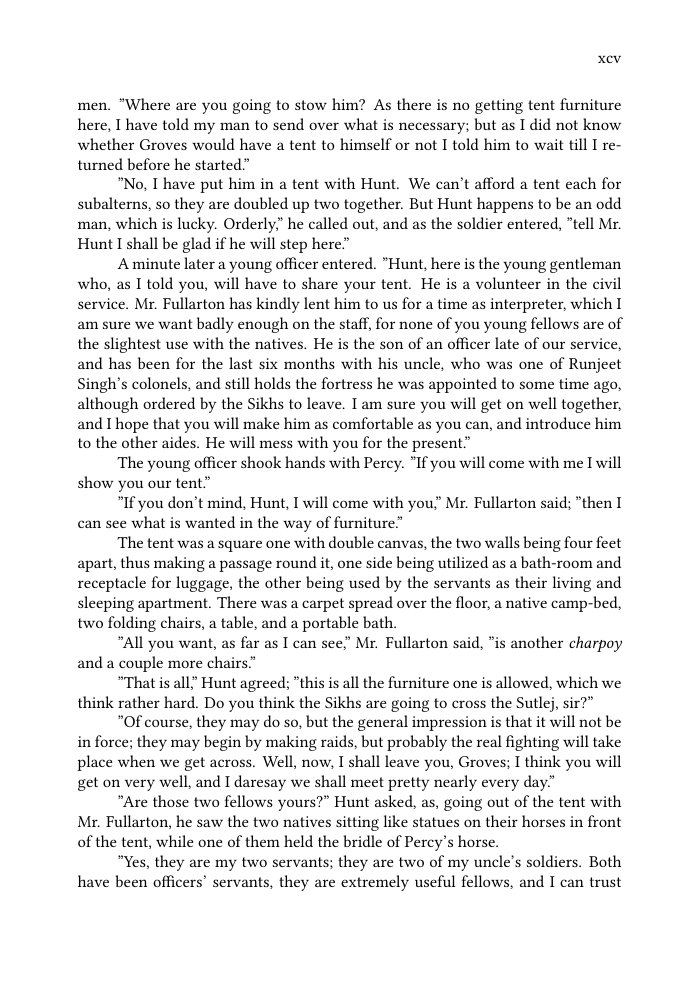 xcv
men. ”Where are you going to stow him? As there is no getting tent furniture
here, I have told my man to send over what is necessary; but as I did not know
whether Groves would have a tent to himself or not I told him to wait till I re-
turned before he started.”
”No, I have put him in a tent with Hunt. We can’t afford a tent each for
subalterns, so they are doubled up two together. But Hunt happens to be an odd
man, which is lucky. Orderly,” he called out, and as the soldier entered, ”tell Mr.
Hunt I shall be glad if he will step here.”
A minute later a young officer entered. ”Hunt, here is the young gentleman
who, as I told you, will have to share your tent. He is a volunteer in the civil
service. Mr. Fullarton has kindly lent him to us for a time as interpreter, which I
am sure we want badly enough on the staff, for none of you young fellows are of
the slightest use with the natives. He is the son of an officer late of our service,
and has been for the last six months with his uncle, who was one of Runjeet
Singh’s colonels, and still holds the fortress he was appointed to some time ago,
although ordered by the Sikhs to leave. I am sure you will get on well together,
and I hope that you will make him as comfortable as you can, and introduce him
to the other aides. He will mess with you for the present.”
The young officer shook hands with Percy. ”If you will come with me I will
show you our tent.”
”If you don’t mind, Hunt, I will come with you,” Mr. Fullarton said; ”then I
can see what is wanted in the way of furniture.”
The tent was a square one with double canvas, the two walls being four feet
apart, thus making a passage round it, one side being utilized as a bath-room and
receptacle for luggage, the other being used by the servants as their living and
sleeping apartment. There was a carpet spread over the floor, a native camp-bed,
two folding chairs, a table, and a portable bath.
”All you want, as far as I can see,” Mr. Fullarton said, ”is another charpoy
and a couple more chairs.”
”That is all,” Hunt agreed; ”this is all the furniture one is allowed, which we
think rather hard. Do you think the Sikhs are going to cross the Sutlej, sir?”
”Of course, they may do so, but the general impression is that it will not be
in force; they may begin by making raids, but probably the real fighting will take
place when we get across. Well, now, I shall leave you, Groves; I think you will
get on very well, and I daresay we shall meet pretty nearly every day.”
”Are those two fellows yours?” Hunt asked, as, going out of the tent with
Mr. Fullarton, he saw the two natives sitting like statues on their horses in front
of the tent, while one of them held the bridle of Percy’s horse.
”Yes, they are my two servants; they are two of my uncle’s soldiers. Both
have been officers’ servants, they are extremely useful fellows, and I can trust